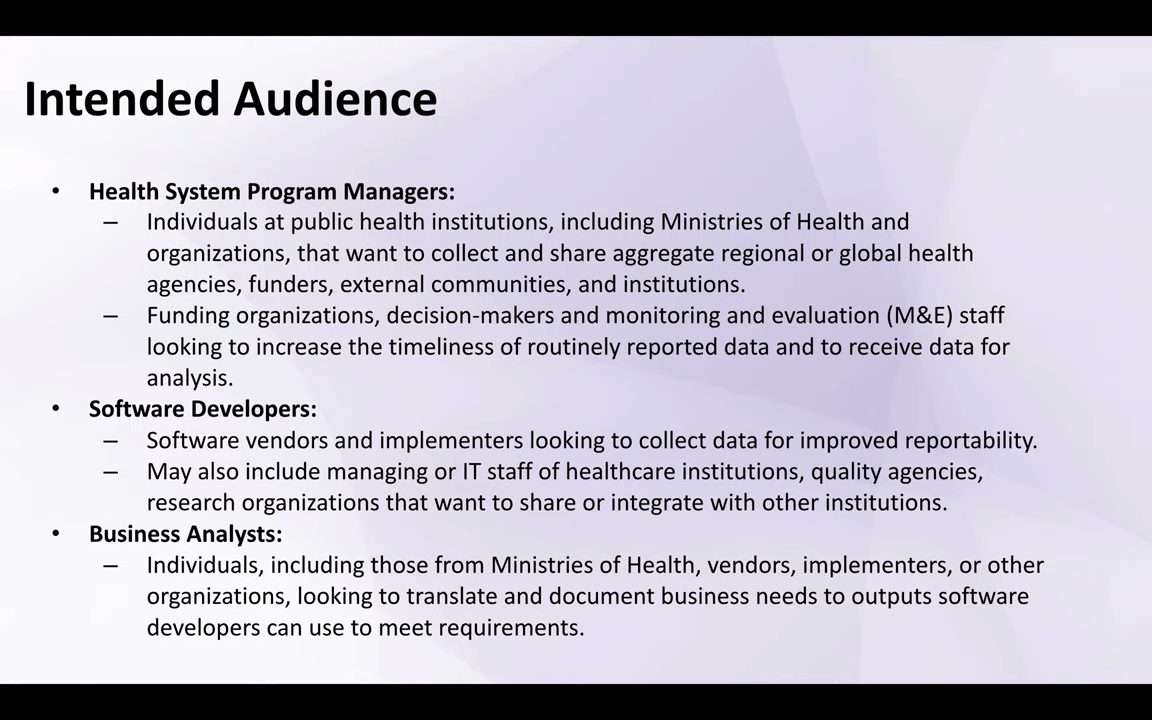 Intended Audience
• Health System Program Managers:
– Individuals at public health institutions, including Ministries of Health and
organizations, that want to collect and share aggregate regional or global health
agencies, funders, external communities, and institutions.
– Funding organizations, decision-makers and monitoring and evaluation (M&E) staff
looking to increase the timeliness of routinely reported data and to receive data for
analysis.
• Software Developers:
– Software vendors and implementers looking to collect data for improved reportability.
– May also include managing or IT staff of healthcare institutions, quality agencies,
research organizations that want to share or integrate with other institutions.
• Business Analysts:
– Individuals, including those from Ministries of Health, vendors, implementers, or other
organizations, looking to translate and document business needs to outputs software
developers can use to meet requirements.